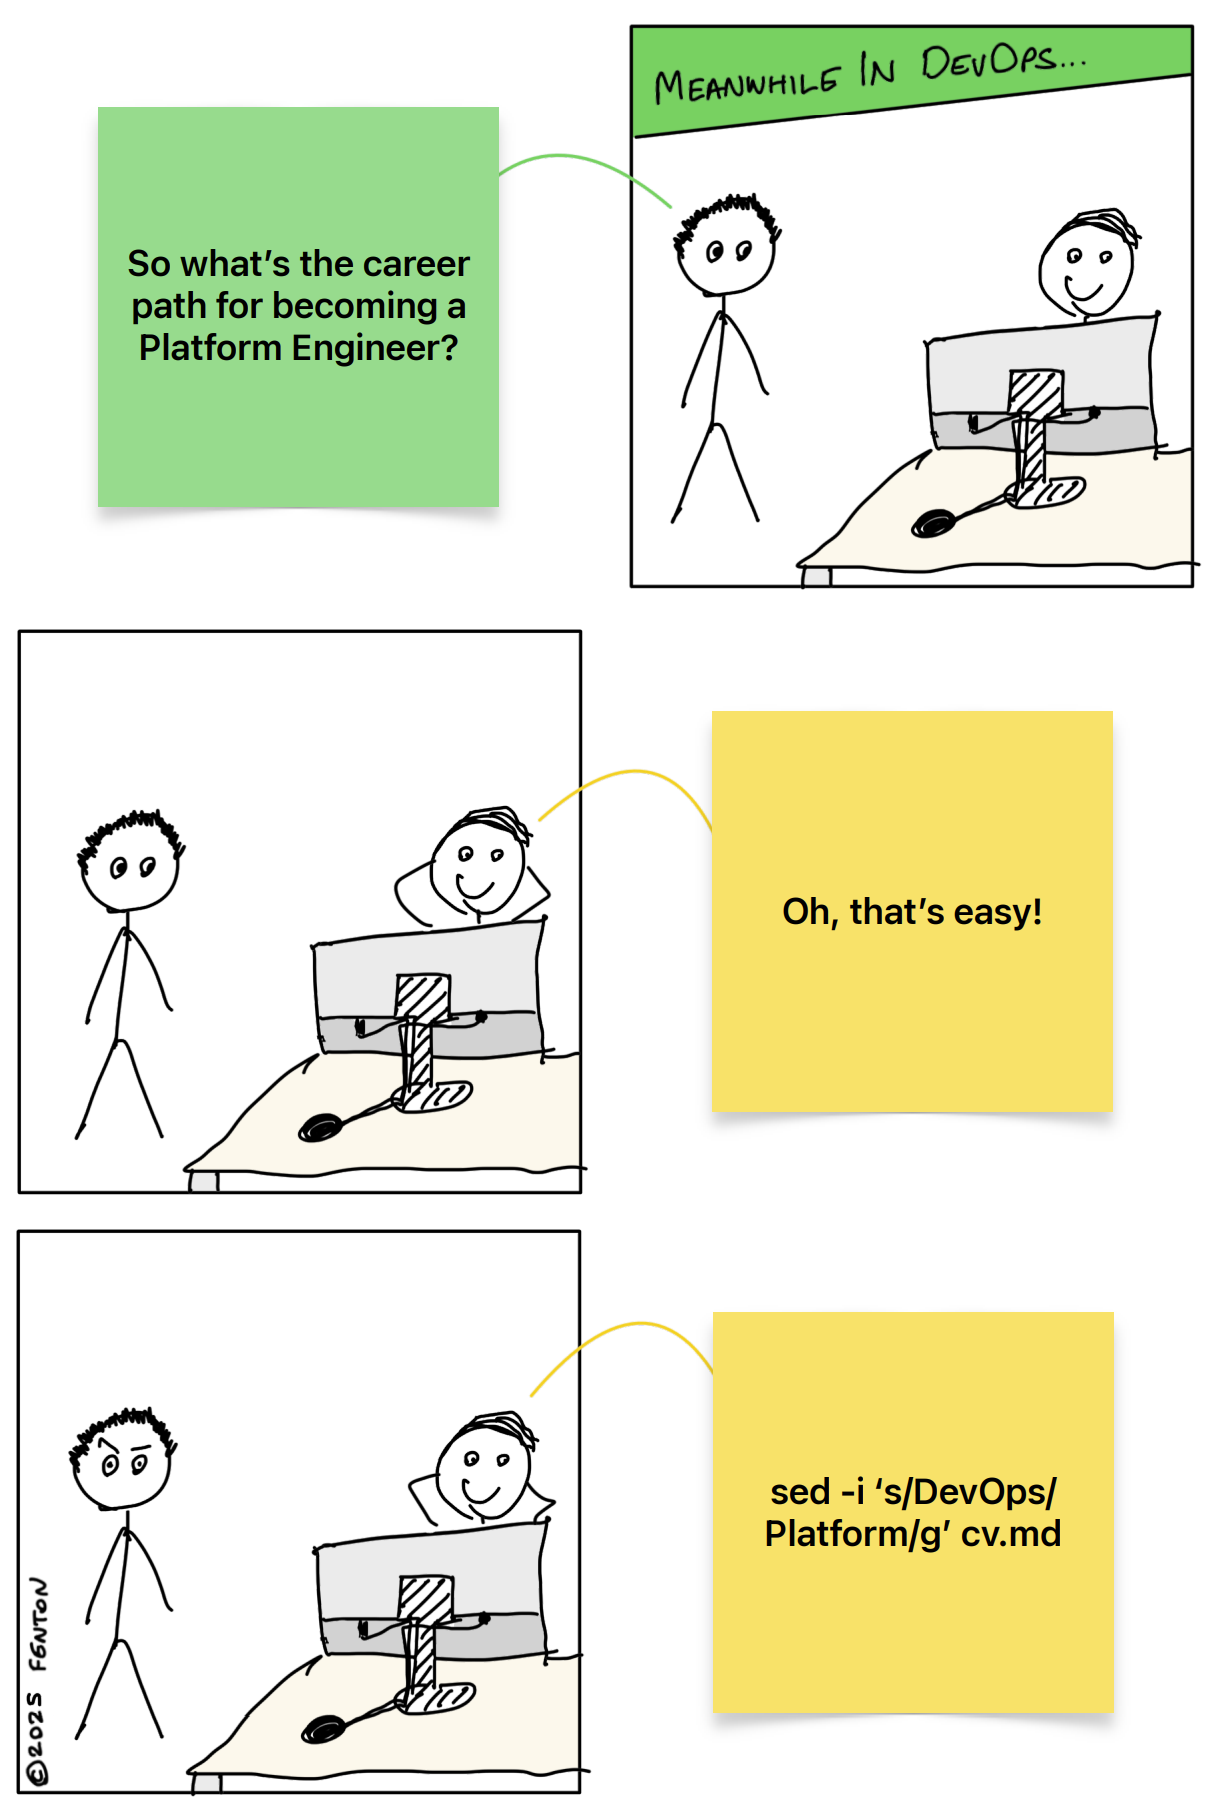 MEANWHILE IN DEVOPS...
So what’s the career
path for becoming a
Platform Engineer?
Oh, that’s easy!
sed -i ‘s/DevOps/
Platform/g’ cv.md
©2025 FENTON